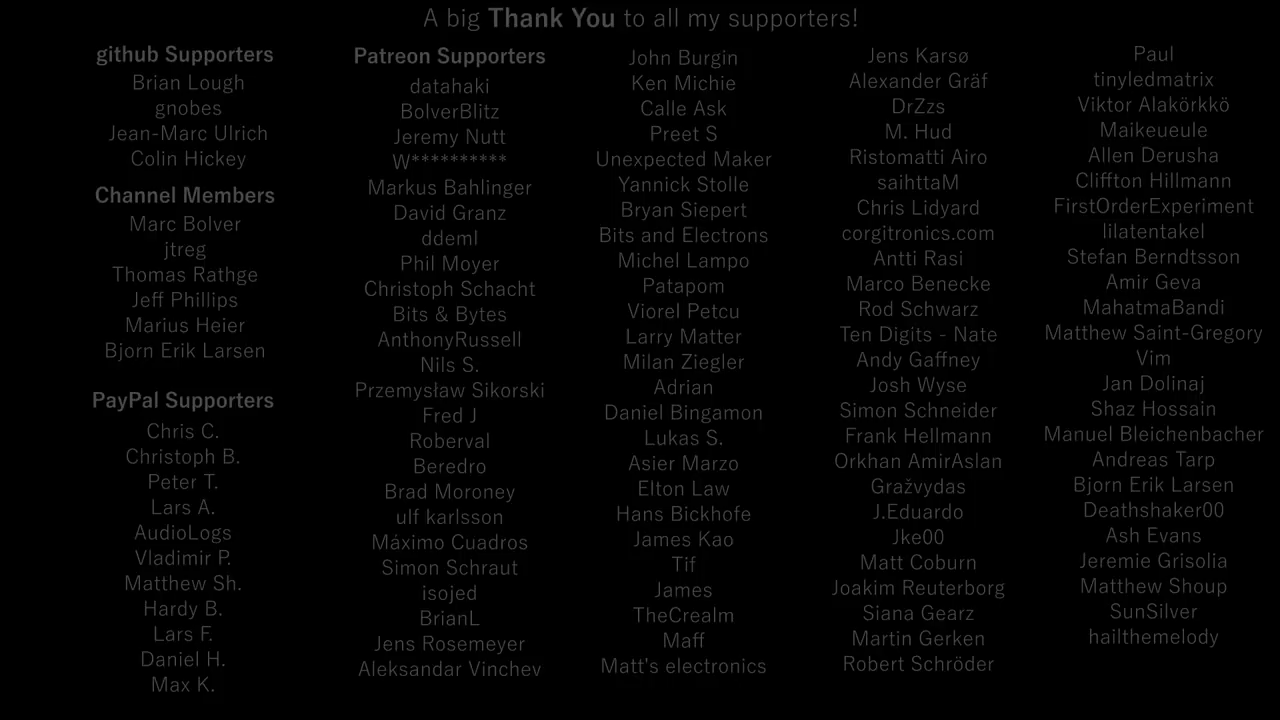 A big Thank You to all my supporters!
github Supporters
Brian Lough
gnobes
Jean-Marc Ulrich
Colin Hickey
Channel Members
Marc Bolver
jtreg
Thomas Rathge
Jeff Phillips
Marius Heier
Bjorn Erik Larsen
PayPal Supporters
Chris C.
Christoph B.
Peter T.
Lars A.
AudioLogs
Vladimir P.
Matthew Sh.
Hardy B.
Lars F.
Daniel H.
Max K.
Patreon Supporters
datahaki
BolverBlitz
Jeremy Nutt
W**********
Markus Bahlinger
David Granz
ddeml
Phil Moyer
Christoph Schacht
Bits & Bytes
AnthonyRussell
Nils S.
Przemysław Sikorski
Fred J
Roberval
Beredro
Brad Moroney
ulf karlsson
Máximo Cuadros
Simon Schraut
isojed
BrianL
Jens Rosemeyer
Aleksandar Vinchev
John Burgin
Ken Michie
Calle Ask
Preet S
Unexpected Maker
Yannick Stolle
Bryan Siepert
Bits and Electrons
Michel Lampo
Patapom
Viorel Petcu
Larry Matter
Milan Ziegler
Adrian
Daniel Bingamon
Lukas S.
Asier Marzo
Elton Law
Hans Bickhofe
James Kao
Tif
James
TheCrealm
Maff
Matt's electronics
Jens Karsø
Alexander Gräf
DrZzs
M. Hud
Ristomatti Airo
saihttaM
Chris Lidyard
corgitronics.com
Antti Rasi
Marco Benecke
Rod Schwarz
Ten Digits - Nate
Andy Gaffney
Josh Wyse
Simon Schneider
Frank Hellmann
Orkhan AmirAslan
Gražvydas
J.Eduardo
Jke00
Matt Coburn
Joakim Reuterborg
Siana Gearz
Martin Gerken
Robert Schröder
Paul
tinyledmatrix
Viktor Alakörkkö
Maikeueule
Allen Derusha
Cliffton Hillmann
FirstOrderExperiment
lilatentakel
Stefan Berndtsson
Amir Geva
MahatmaBandi
Matthew Saint-Gregory
Vim
Jan Dolinaj
Shaz Hossain
Manuel Bleichenbacher
Andreas Tarp
Bjorn Erik Larsen
Deathshaker00
Ash Evans
Jeremie Grisolia
Matthew Shoup
SunSilver
hailthemelody